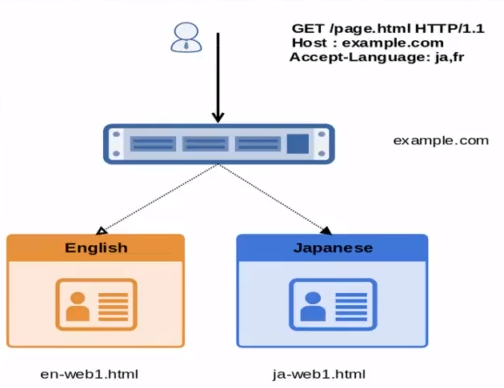 GET /page.html HTTP/1.1
Host : example.com
Accept-Language: ja,fr
example.com
English
Japanese
en-web1.html
ja-web1.html